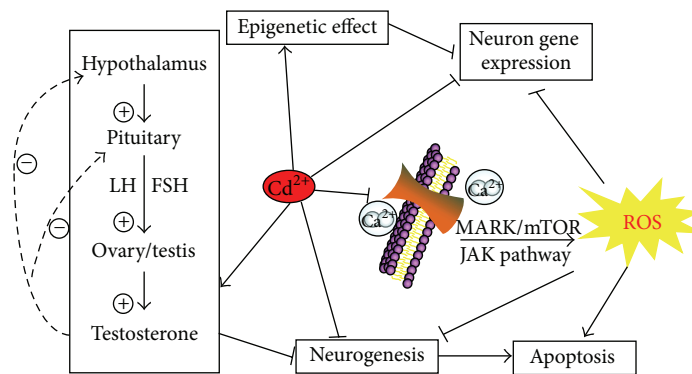 Epigenetic effect
Neuron gene
expression
Hypothalamus
+
Pituitary
−
LH FSH
−
+
Ovary/testis
+
Testosterone
Cd2+
Ca2+
Ca2+
MARK/mTOR
JAK pathway
ROS
Neurogenesis
Apoptosis